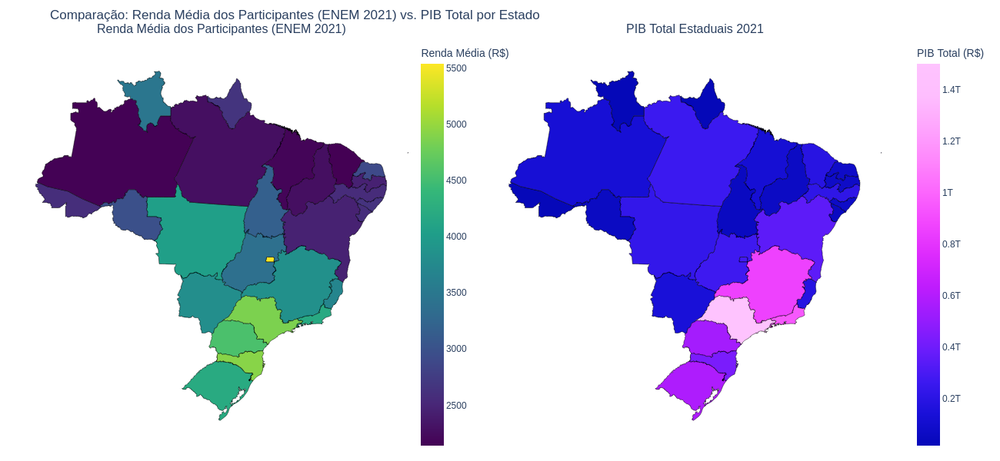 Comparação: Renda Média dos Participantes (ENEM 2021) vs. PIB Total por Estado
Renda Média dos Participantes (ENEM 2021)
PIB Total Estaduais 2021
Renda Média (R$)
5500
5000
4500
4000
3500
3000
2500
PIB Total (R$)
1.4T
1.2T
1T
0.8T
0.6T
0.4T
0.2T